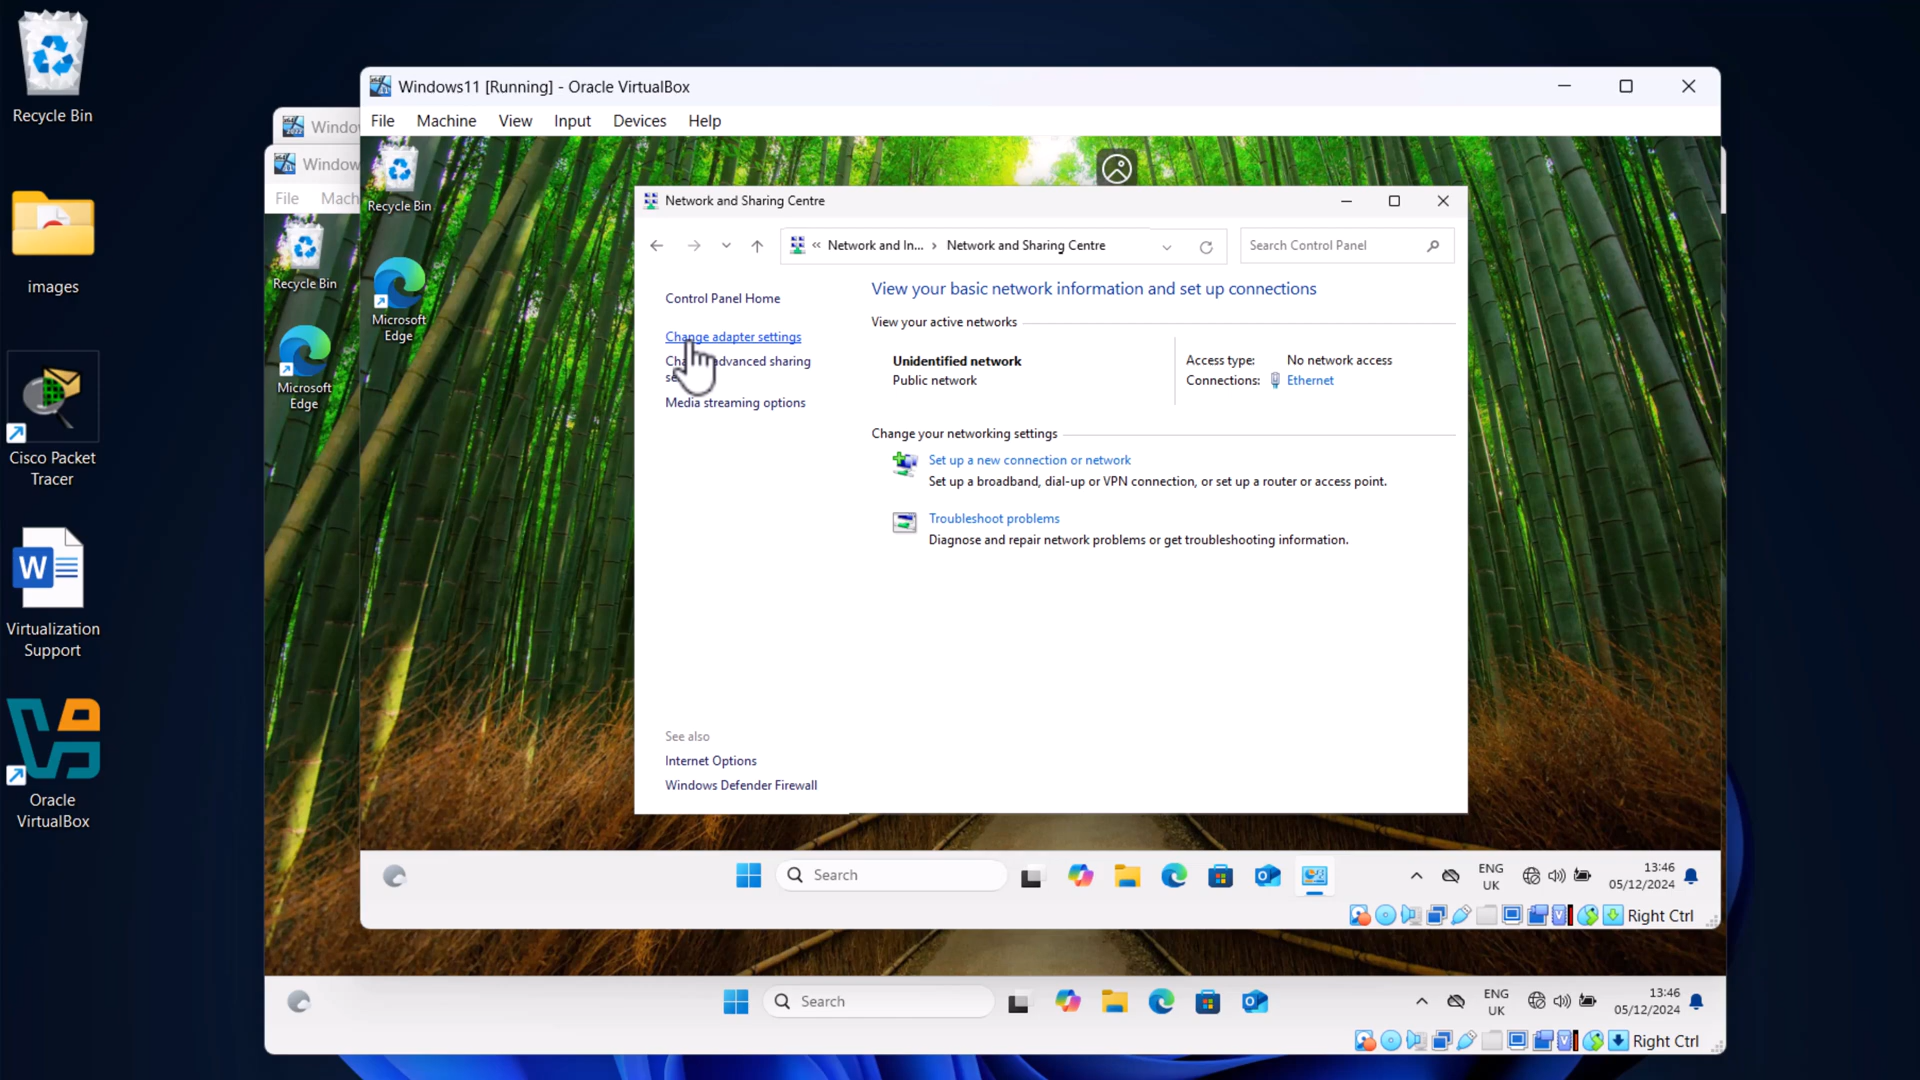 Recycle Bin
images
Cisco Packet
Tracer
Virtualization
Support
Oracle
VirtualBox
Windo
Window
File Mach
Recycle Bin
Microsoft
Edge
Windows11 [Running] - Oracle VirtualBox
File Machine View Input Devices Help
Recycle Bin
Microsoft
Edge
Network and Sharing Centre
« Network and In... › Network and Sharing Centre
Search Control Panel
Control Panel Home
Change adapter settings
advanced sharing
Media streaming options
See also
Internet Options
Windows Defender Firewall
View your basic network information and set up connections
View your active networks
Unidentified network
Public network
Access type: No network access
Connections: Ethernet
Change your networking settings
Set up a new connection or network
Set up a broadband, dial-up or VPN connection, or set up a router or access point.
Troubleshoot problems
Diagnose and repair network problems or get troubleshooting information.
Search
ENG
UK
13:46
05/12/2024
Right Ctrl
Search
ENG
UK
13:46
05/12/2024
Right Ctrl